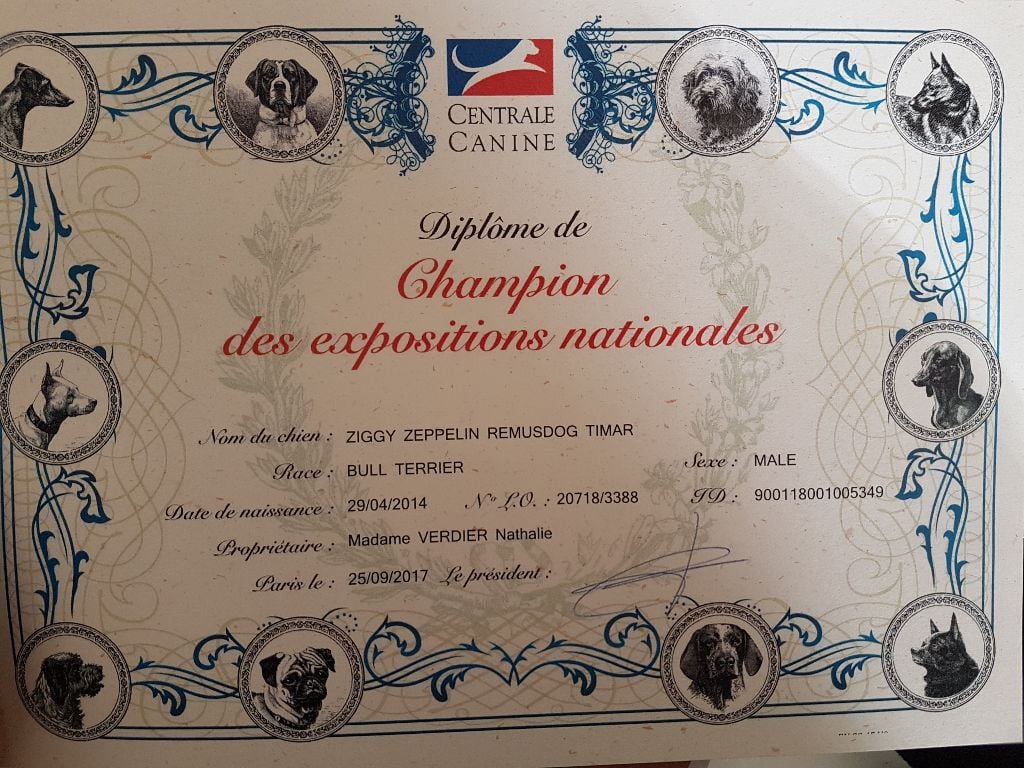 CENTRALE
CANINE
Diplôme de
Champion
des expositions nationales
Nom du chien : ZIGGY ZEPPELIN REMUSDOG TIMAR
Race : BULL TERRIER Sexe : MALE
Date de naissance : 29/04/2014 N° L.O. : 20718/3388 ID : 900118001005349
Propriétaire : Madame VERDIER Nathalie
Paris le : 25/09/2017 Le président :